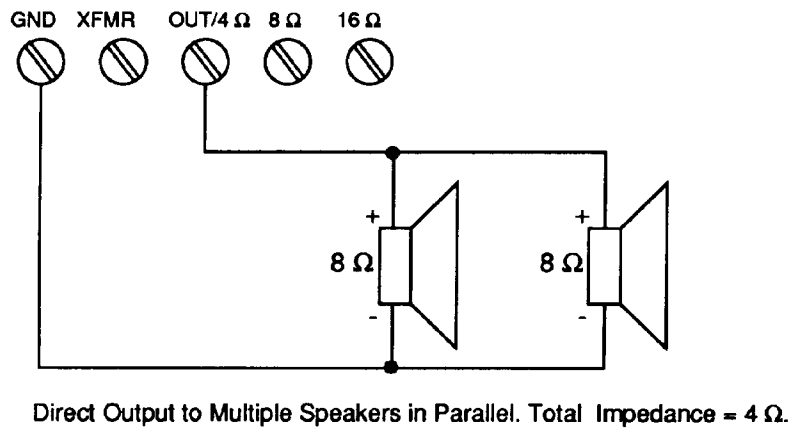 GND XFMR OUT/4 Ω 8 Ω 16 Ω
+ +
8 Ω 8 Ω
- -
Direct Output to Multiple Speakers in Parallel. Total Impedance = 4 Ω.